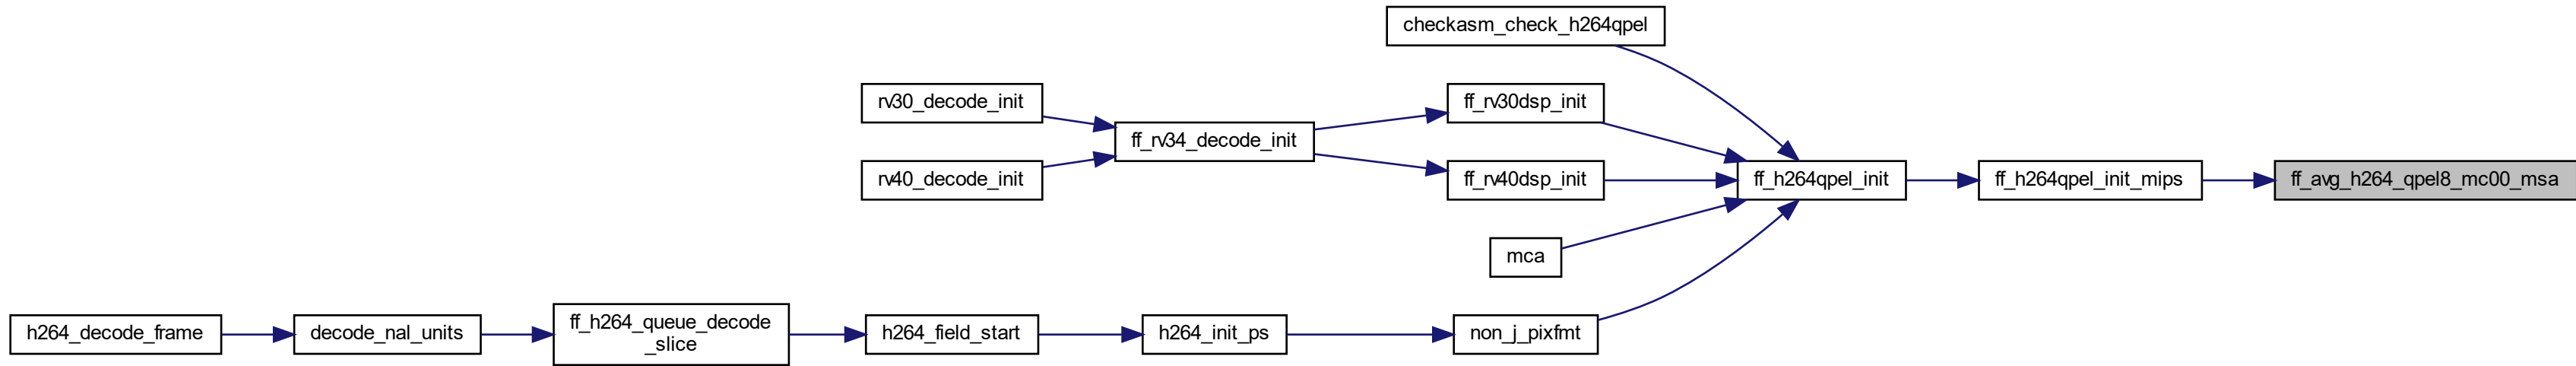 checkasm_check_h264qpel
rv30_decode_init
ff_rv30dsp_init
ff_rv34_decode_init
rv40_decode_init
ff_rv40dsp_init
ff_h264qpel_init
ff_h264qpel_init_mips
ff_avg_h264_qpel8_mc00_msa
mca
h264_decode_frame
decode_nal_units
ff_h264_queue_decode
_slice
h264_field_start
h264_init_ps
non_j_pixfmt